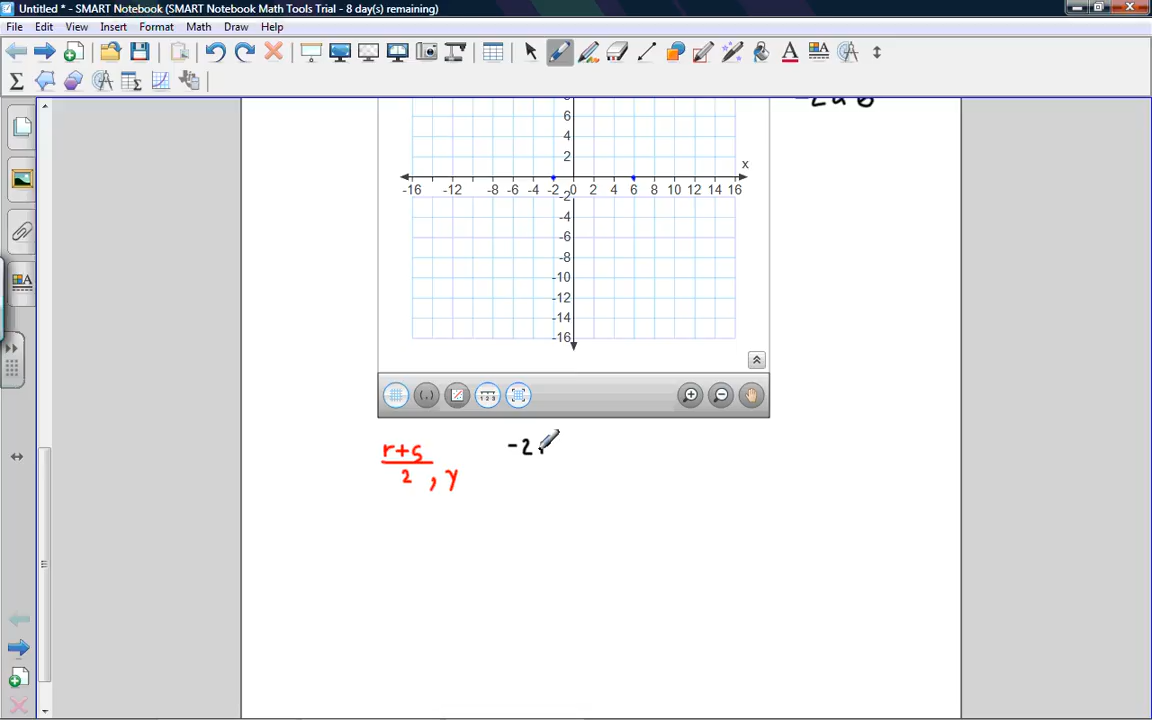 Untitled * - SMART Notebook (SMART Notebook Math Tools Trial - 8 day(s) remaining)
File Edit View Insert Format Math Draw Help
8
6
4
2
x
-16 -12 -8 -6 -4 -2 0 2 4 6 8 10 12 14 16
-2
-4
-6
-8
-10
-12
-14
-16
r+s
2 , y
-2